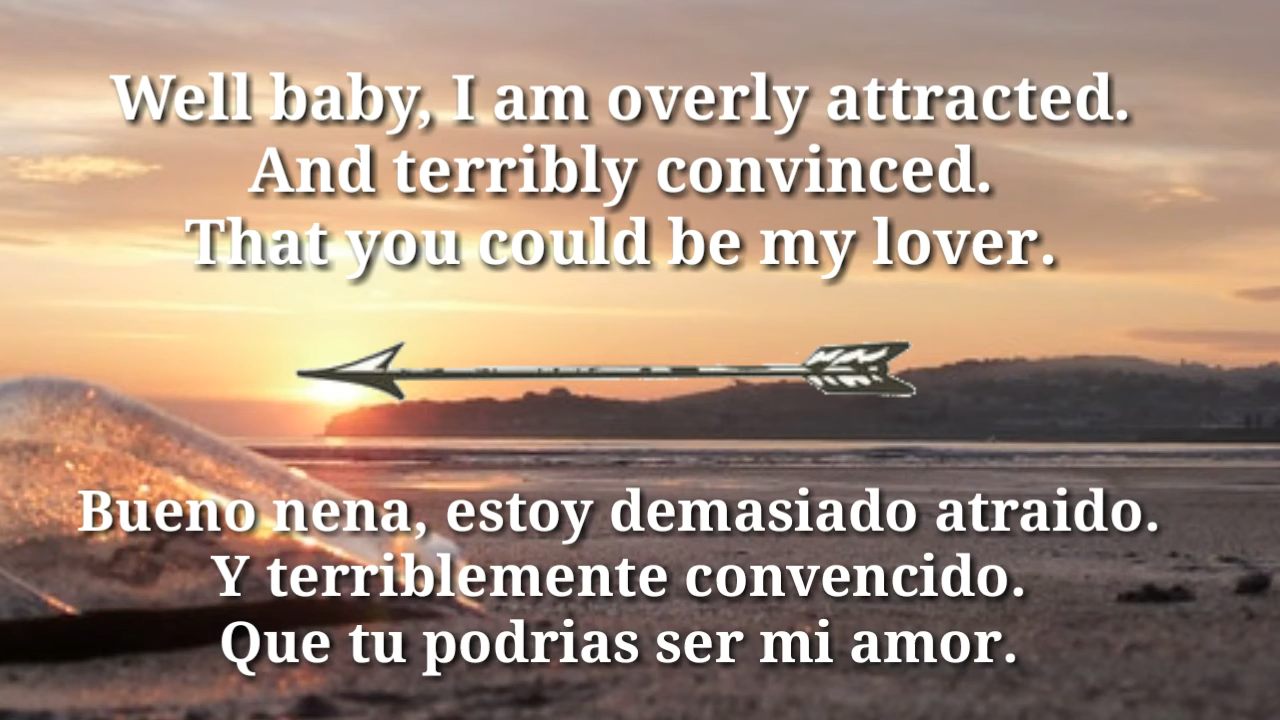 Well baby, I am overly attracted.
And terribly convinced.
That you could be my lover.
Bueno nena, estoy demasiado atraido.
Y terriblemente convencido.
Que tu podrias ser mi amor.